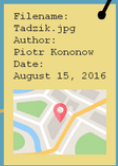 Filename:
Tadzik.jpg
Author:
Piotr Kononow
Date:
August 15, 2016